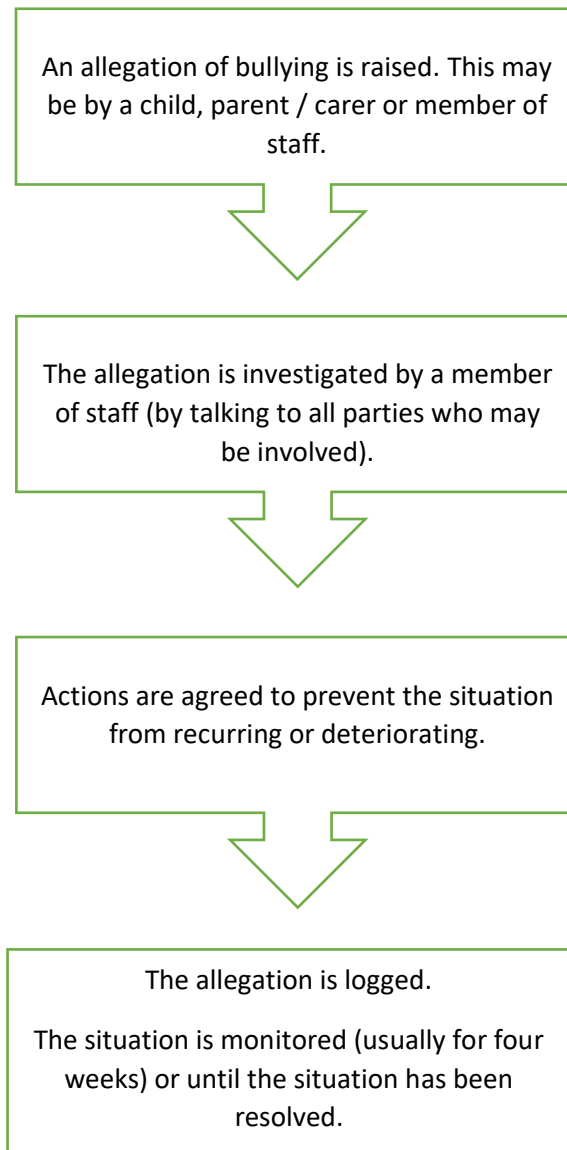 An allegation of bullying is raised. This may
be by a child, parent / carer or member of
staff.
The allegation is investigated by a member
of staff (by talking to all parties who may
be involved).
Actions are agreed to prevent the situation
from recurring or deteriorating.
The allegation is logged.
The situation is monitored (usually for four
weeks) or until the situation has been
resolved.